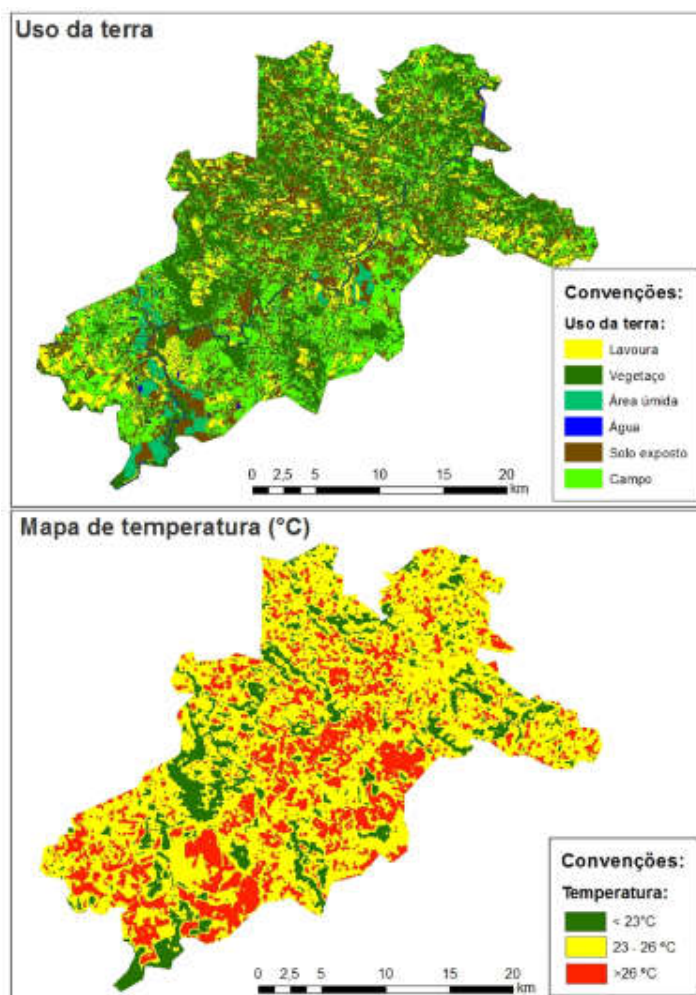 Uso da terra
Convenções:
Uso da terra:
Lavoura
Vegetaço
Área úmida
Água
Solo exposto
Campo
0 2,5 5 10 15 20
km
Mapa de temperatura (°C)
Convenções:
Temperatura:
< 23°C
23 - 26 ºC
>26 ºC
0 2,5 5 10 15 20
km